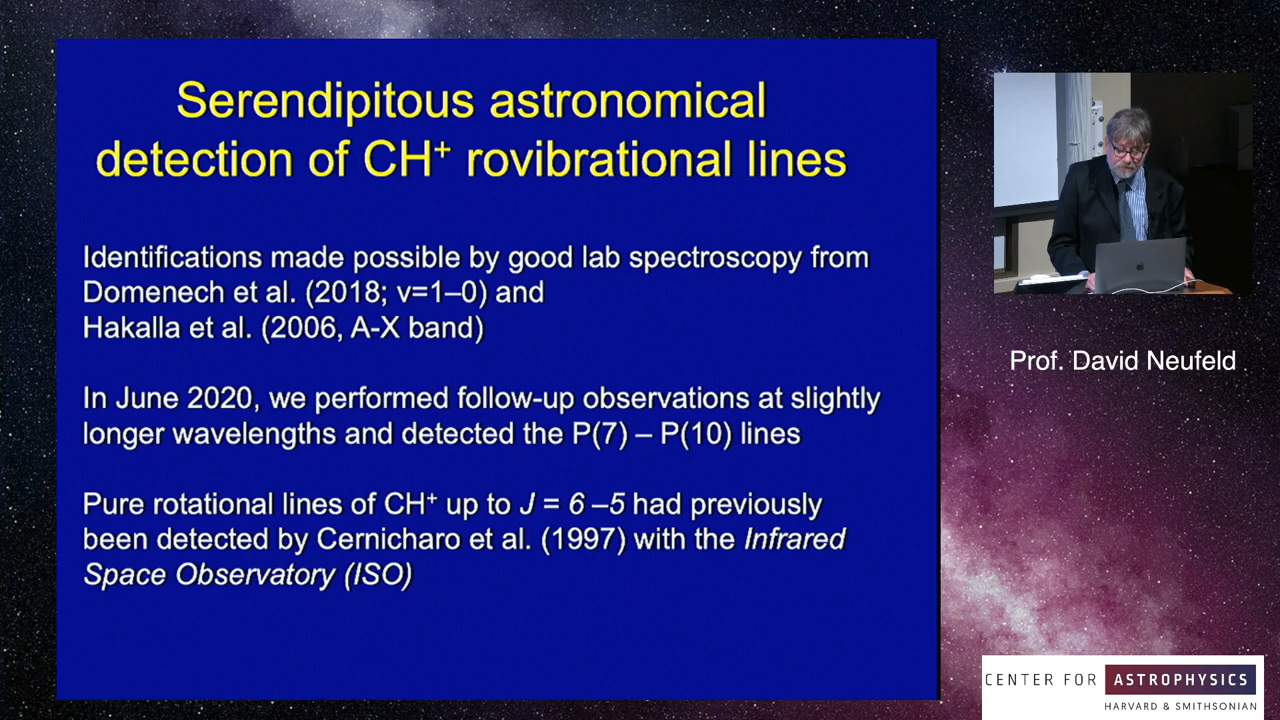 Serendipitous astronomical
detection of CH⁺ rovibrational lines
Identifications made possible by good lab spectroscopy from
Domenech et al. (2018; v=1–0) and
Hakalla et al. (2006, A-X band)
In June 2020, we performed follow-up observations at slightly
longer wavelengths and detected the P(7) – P(10) lines
Pure rotational lines of CH⁺ up to J = 6 –5 had previously
been detected by Cernicharo et al. (1997) with the Infrared
Space Observatory (ISO)
Prof. David Neufeld
CENTER FOR ASTROPHYSICS
HARVARD & SMITHSONIAN